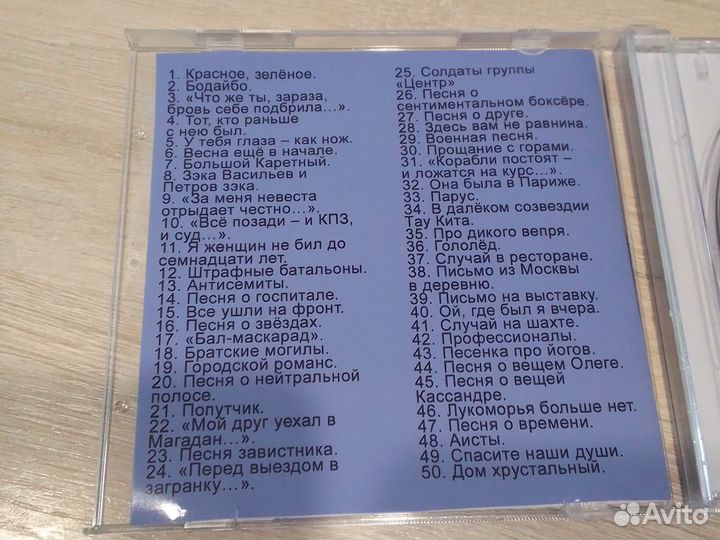 1. Красное, зелёное.
2. Бодайбо.
3. «Что же ты, зараза,
бровь себе подбрила...».
4. Тот, кто раньше
с нею был.
5. У тебя глаза – как нож.
6. Весна ещё в начале.
7. Большой Каретный.
8. Зэка Васильев и
Петров зэка.
9. «За меня невеста
отрыдает честно...».
10. «Всё позади – и КПЗ,
и суд...».
11. Я женщин не бил до
семнадцати лет.
12. Штрафные батальоны.
13. Антисемиты.
14. Песня о госпитале.
15. Все ушли на фронт.
16. Песня о звёздах.
17. «Бал-маскарад».
18. Братские могилы.
19. Городской романс.
20. Песня о нейтральной
полосе.
21. Попутчик.
22. «Мой друг уехал в
Магадан...».
23. Песня завистника.
24. «Перед выездом в
загранку...».
25. Солдаты группы
«Центр»
26. Песня о
сентиментальном боксёре.
27. Песня о друге.
28. Здесь вам не равнина.
29. Военная песня.
30. Прощание с горами.
31. «Корабли постоят –
и ложатся на курс...».
32. Она была в Париже.
33. Парус.
34. В далёком созвездии
Тау Кита.
35. Про дикого вепря.
36. Гололёд.
37. Случай в ресторане.
38. Письмо из Москвы
в деревню.
39. Письмо на выставку.
40. Ой, где был я вчера.
41. Случай на шахте.
42. Профессионалы.
43. Песенка про йогов.
44. Песня о вещем Олеге.
45. Песня о вещей
Кассандре.
46. Лукоморья больше нет.
47. Песня о времени.
48. Аисты.
49. Спасите наши души.
50. Дом хрустальный.
Avito